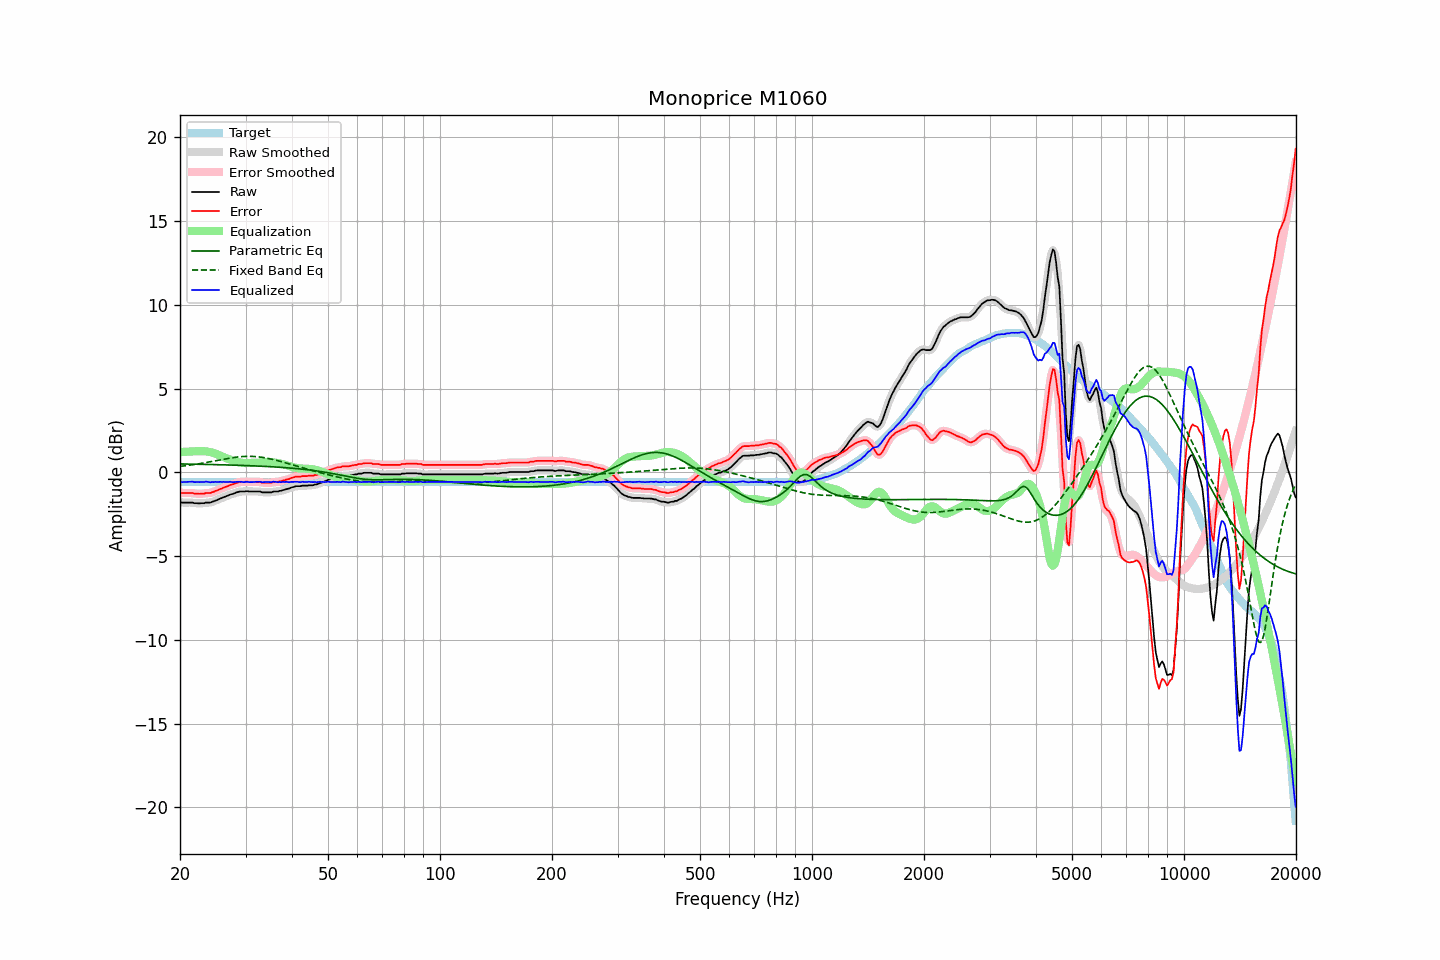 Monoprice M1060
Target
Raw Smoothed
Error Smoothed
Raw
Error
Equalization
Parametric Eq
Fixed Band Eq
Equalized
20
15
10
5
0
−5
−10
−15
−20
Amplitude (dBr)
20
50
100
200
500
1000
2000
5000
10000
20000
Frequency (Hz)